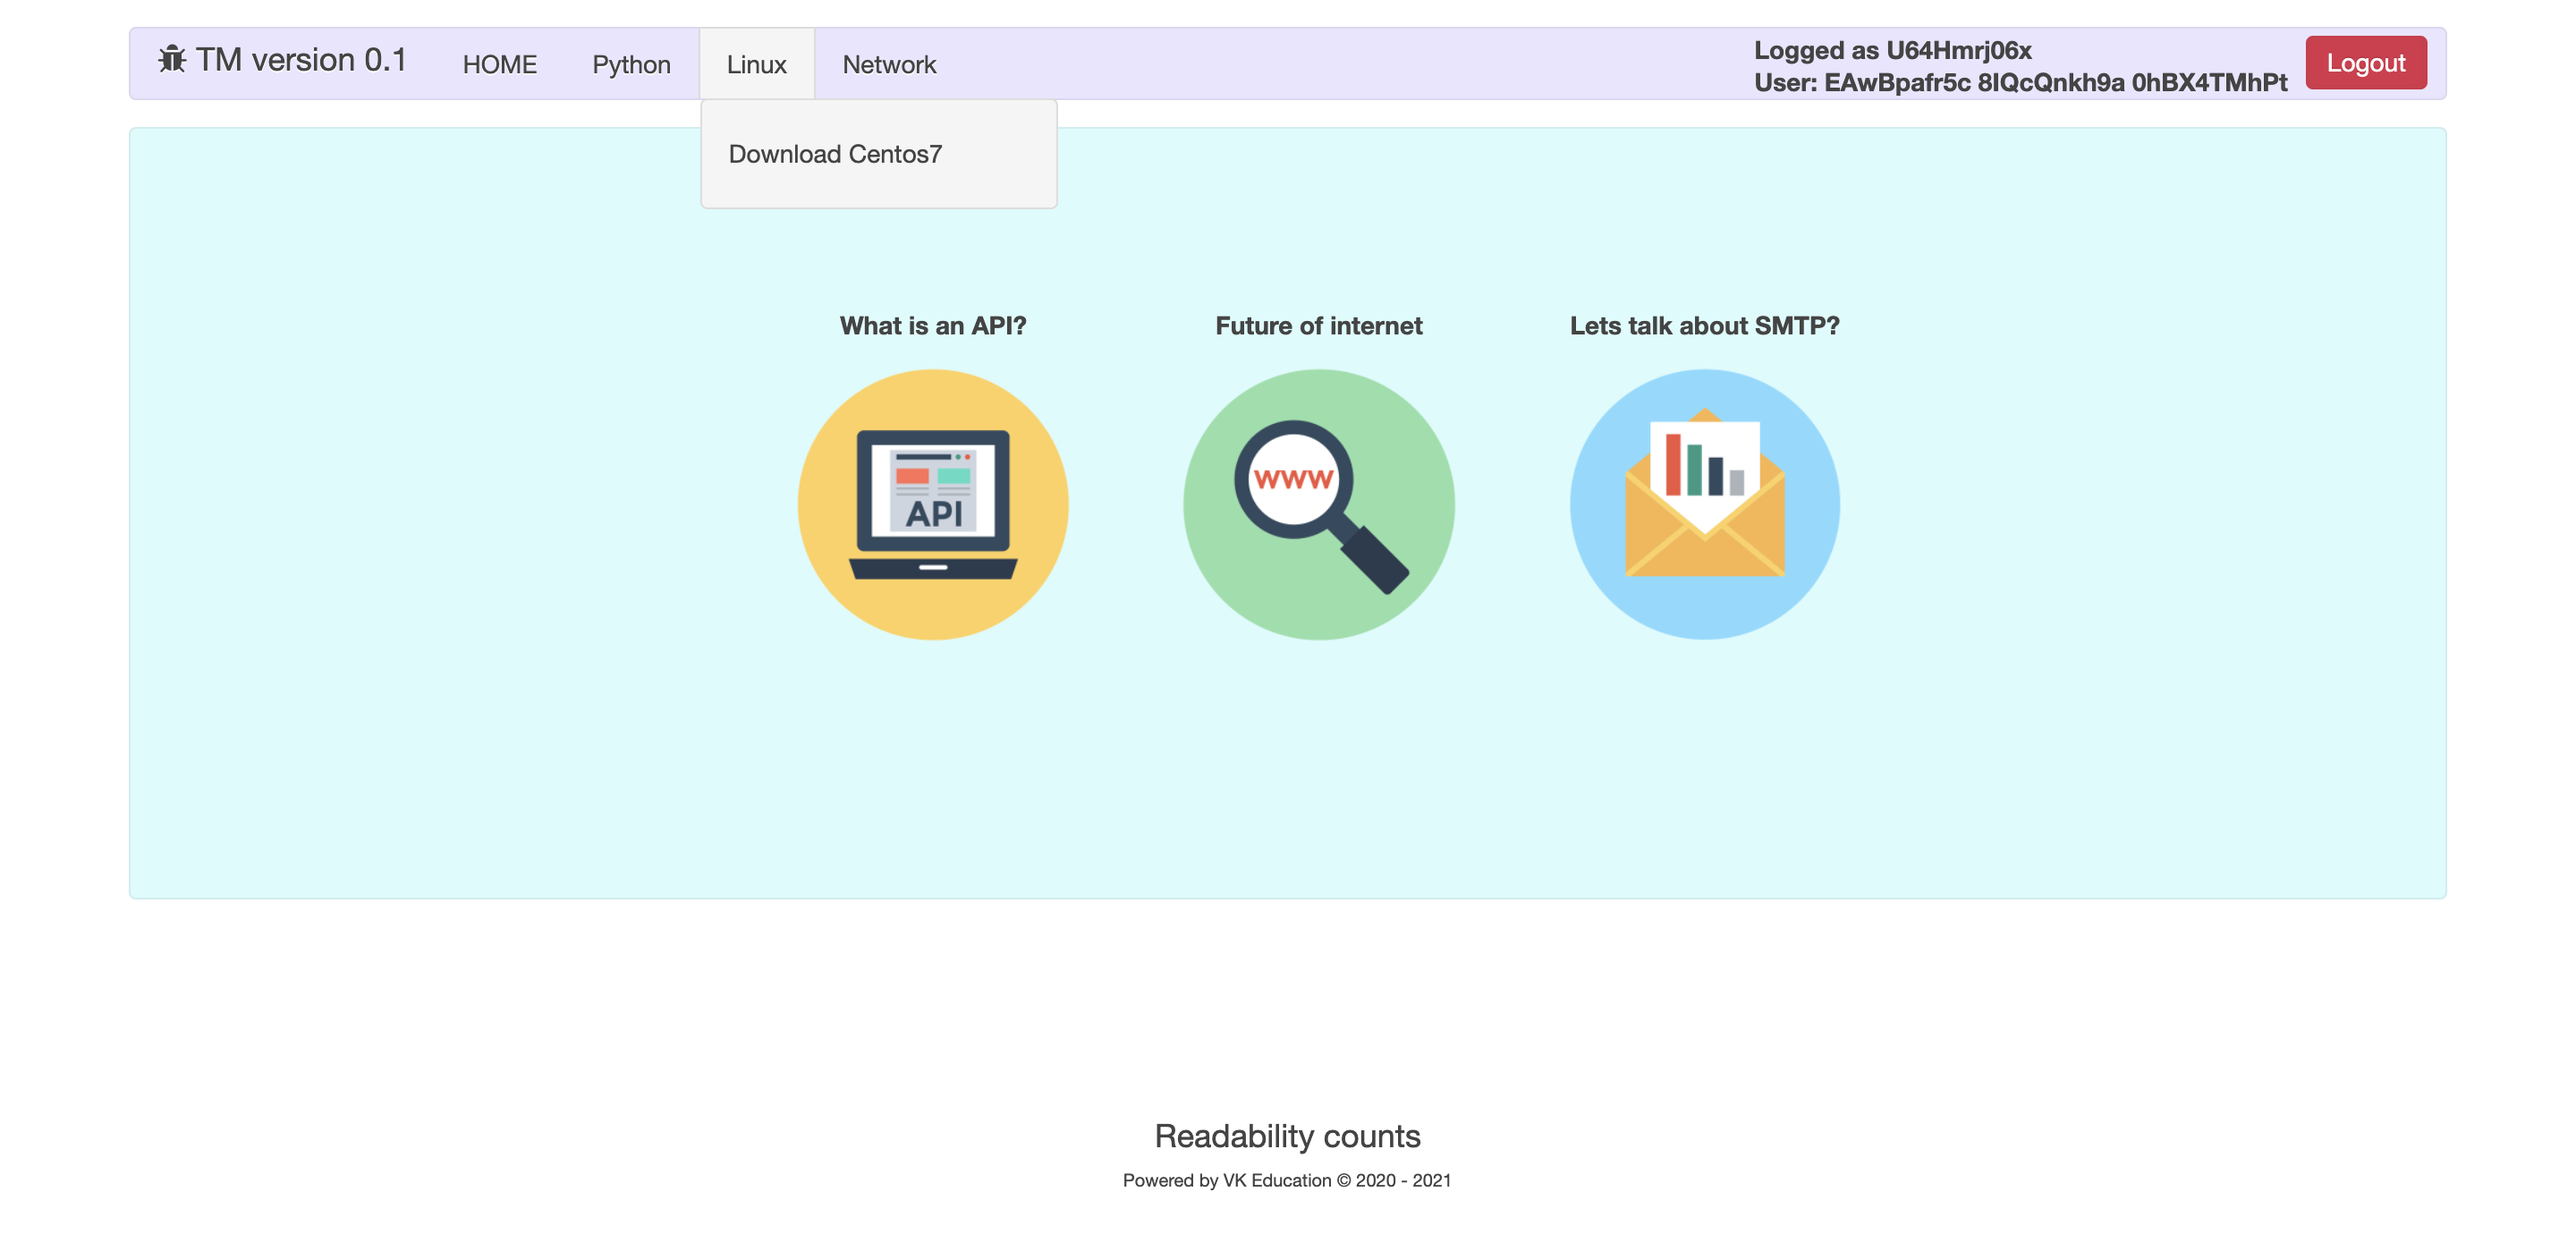 TM version 0.1
HOME
Python
Linux
Network
Logged as U64Hmrj06x
User: EAwBpafr5c 8IQcQnkh9a 0hBX4TMhPt
Logout
Download Centos7
What is an API?
Future of internet
Lets talk about SMTP?
API
WWW
Readability counts
Powered by VK Education © 2020 - 2021